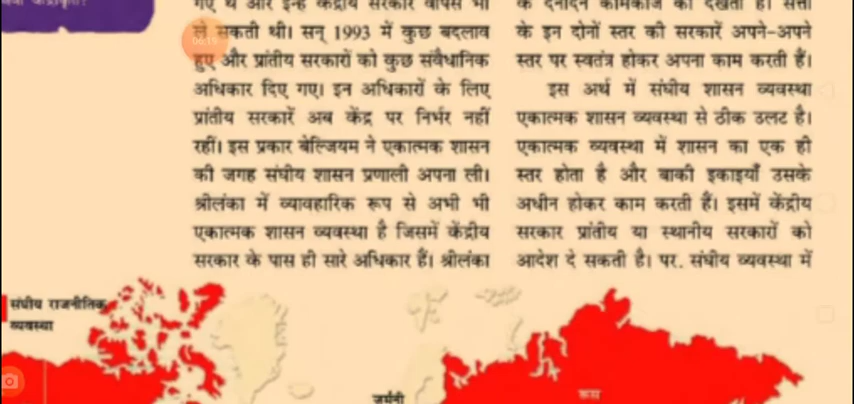 गए थे और इन्हें केंद्रीय सरकार वापस भी
ले सकती थी। सन् 1993 में कुछ बदलाव
हुए और प्रांतीय सरकारों को कुछ संवैधानिक
अधिकार दिए गए। इन अधिकारों के लिए
प्रांतीय सरकारें अब केंद्र पर निर्भर नहीं
रहीं। इस प्रकार बेल्जियम ने एकात्मक शासन
की जगह संघीय शासन प्रणाली अपना ली।
श्रीलंका में व्यावहारिक रूप से अभी भी
एकात्मक शासन व्यवस्था है जिसमें केंद्रीय
सरकार के पास ही सारे अधिकार हैं। श्रीलंका
के दैनंदिन कामकाज को देखती है। सत्ता
के इन दोनों स्तर की सरकारें अपने-अपने
स्तर पर स्वतंत्र होकर अपना काम करती हैं।
इस अर्थ में संघीय शासन व्यवस्था
एकात्मक शासन व्यवस्था से ठीक उलट है।
एकात्मक व्यवस्था में शासन का एक ही
स्तर होता है और बाकी इकाइयाँ उसके
अधीन होकर काम करती हैं। इसमें केंद्रीय
सरकार प्रांतीय या स्थानीय सरकारों को
आदेश दे सकती है। पर, संघीय व्यवस्था में
संघीय राजनीतिक
व्यवस्था
जर्मनी
रूस